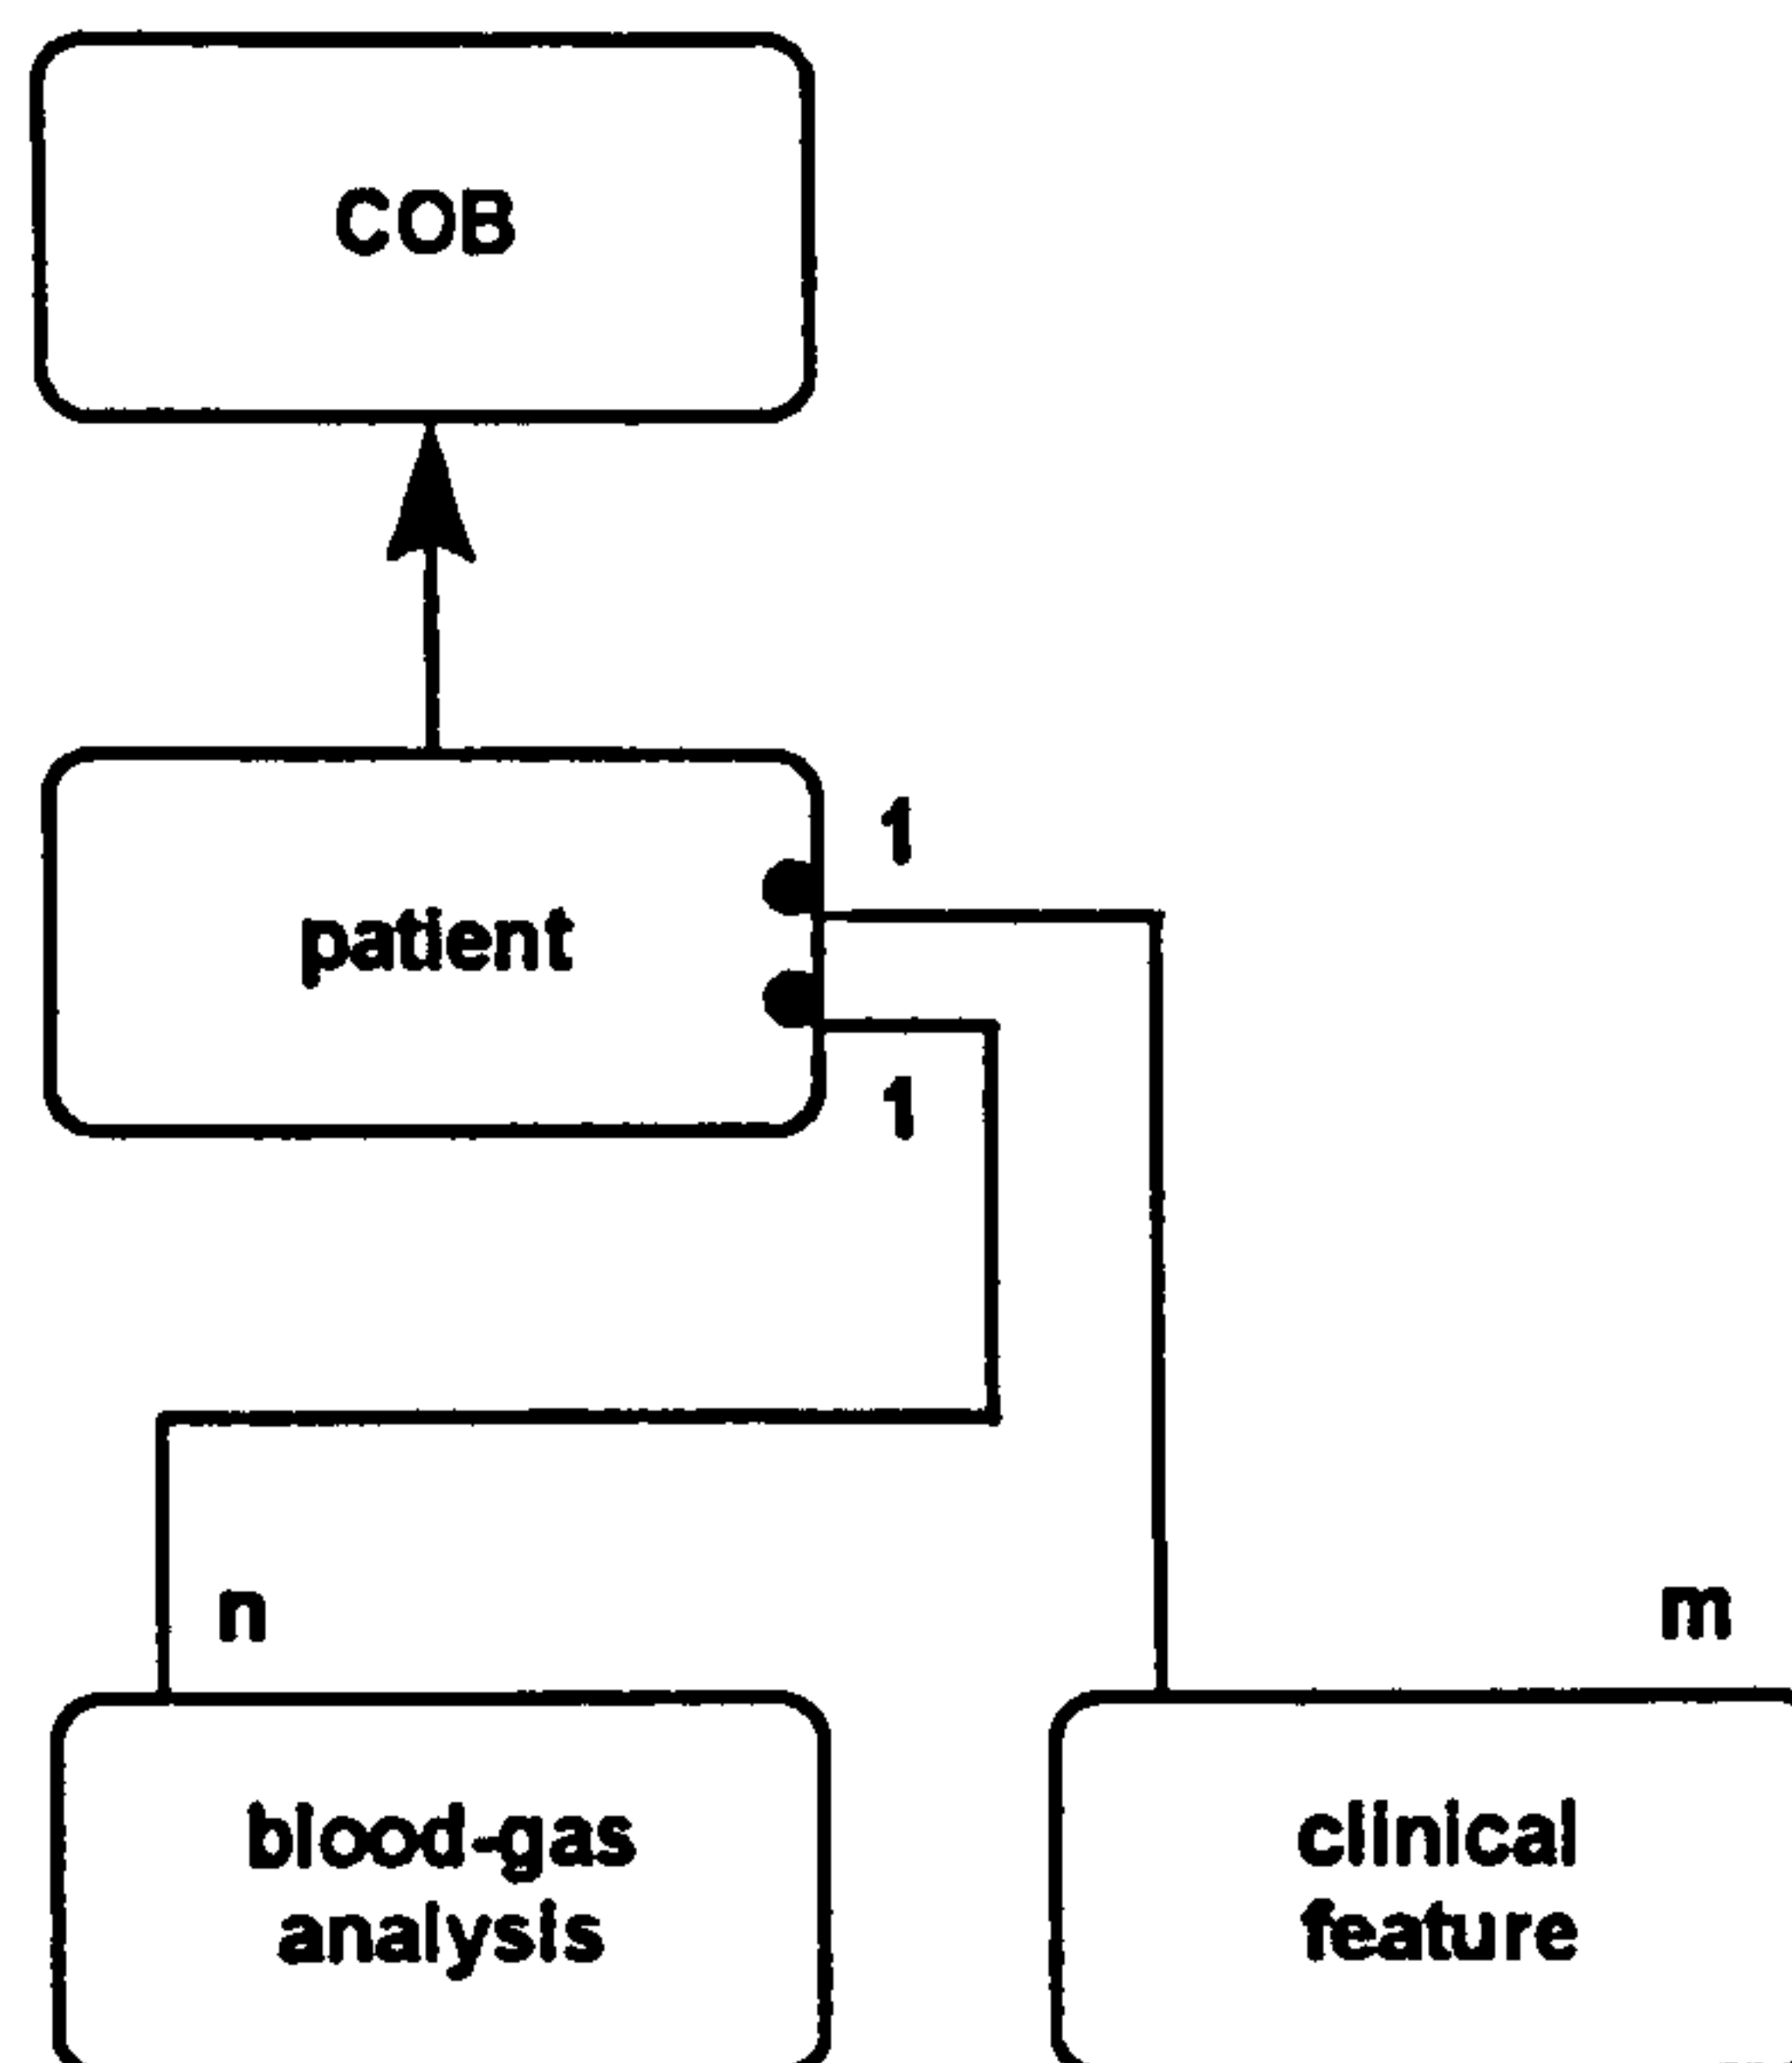 COB
1
patient
1
n
m
blood-gas
analysis
clinical
feature